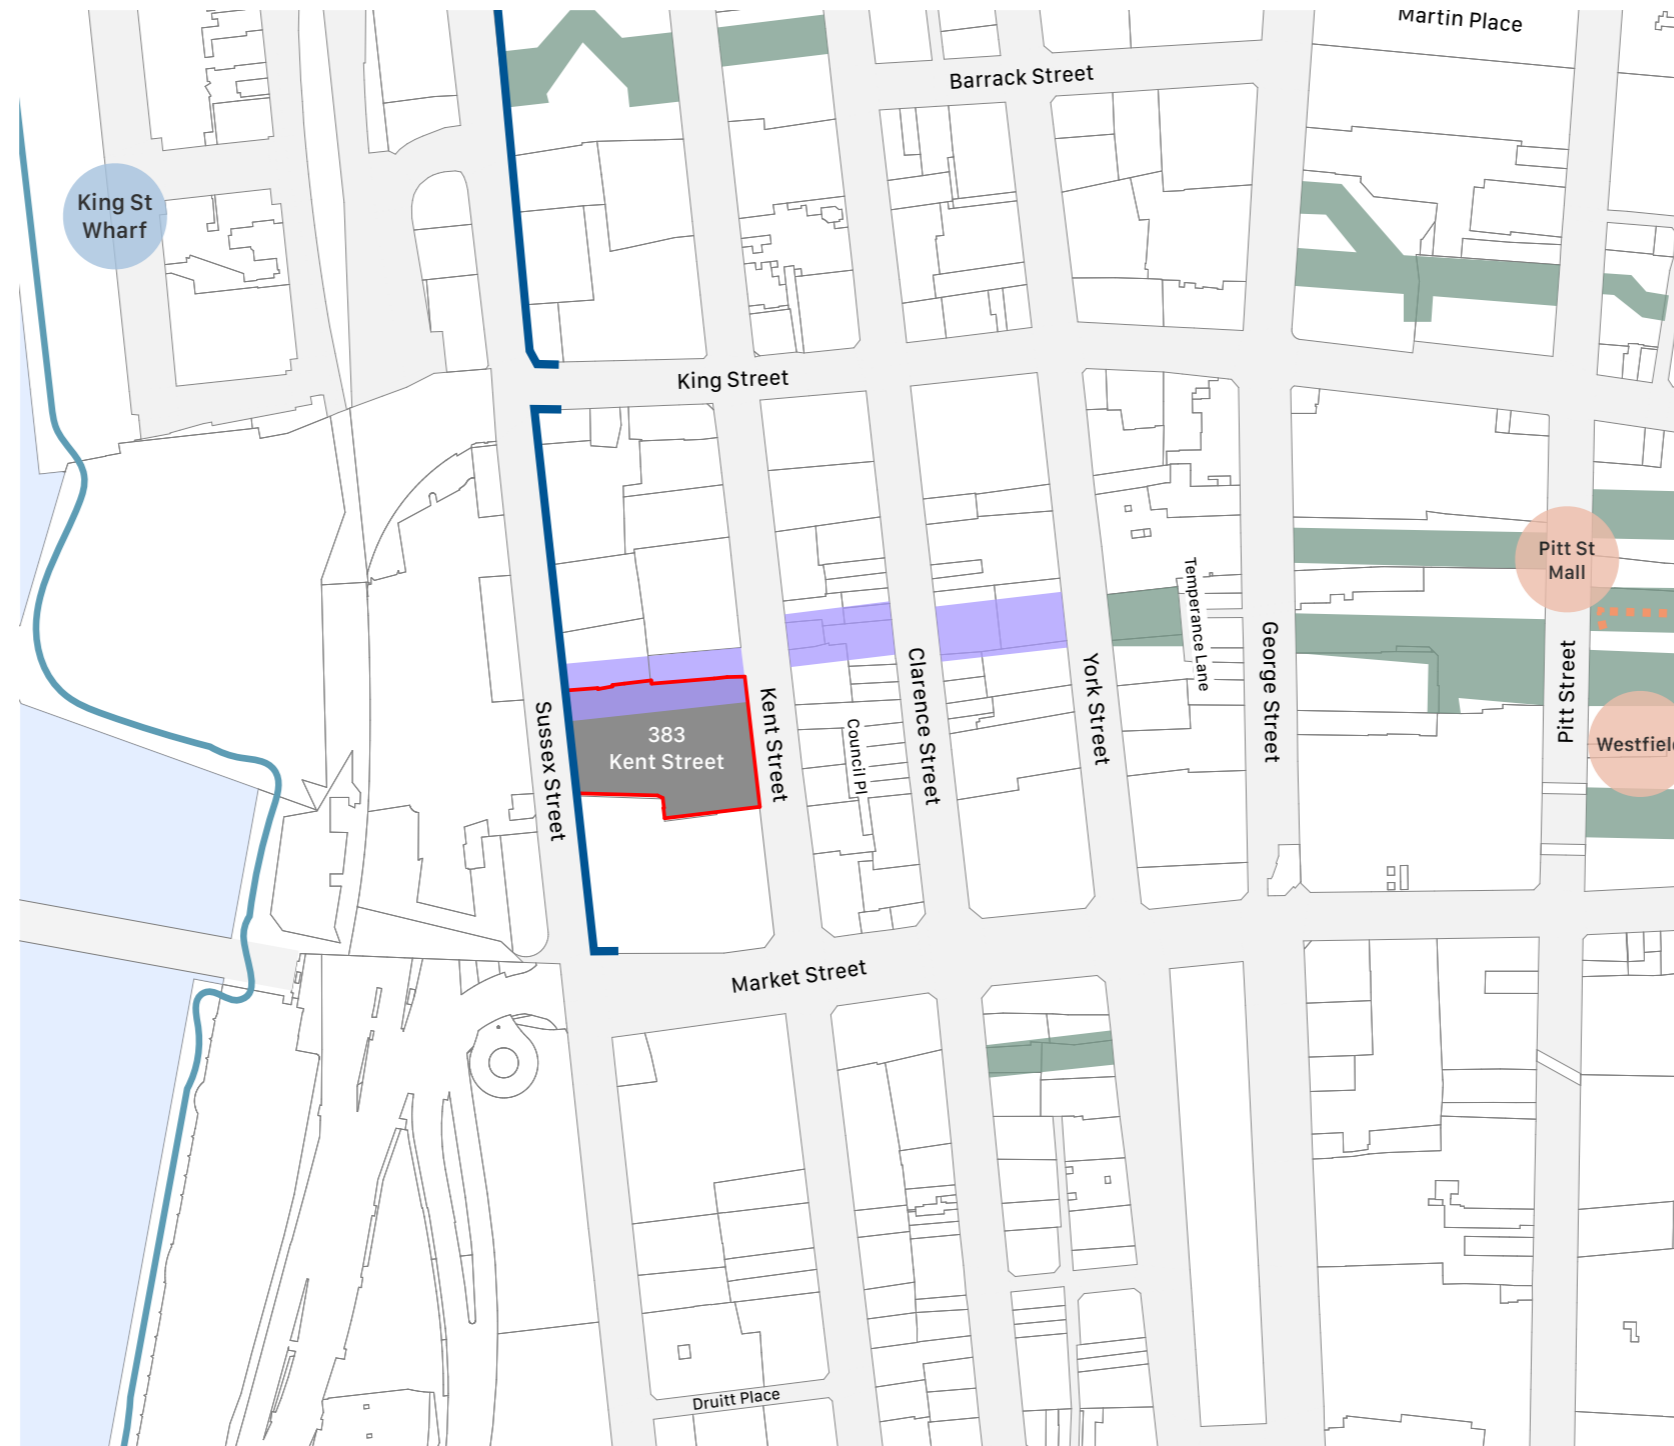 Martin Place
Barrack Street
King St
Wharf
King Street
Pitt St
Mall
Temperance Lane
George Street
Pitt Street
Clarence Street
York Street
Kent Street
Sussex Street
Council Pl
383
Kent Street
Westfiel
Market Street
Druitt Place